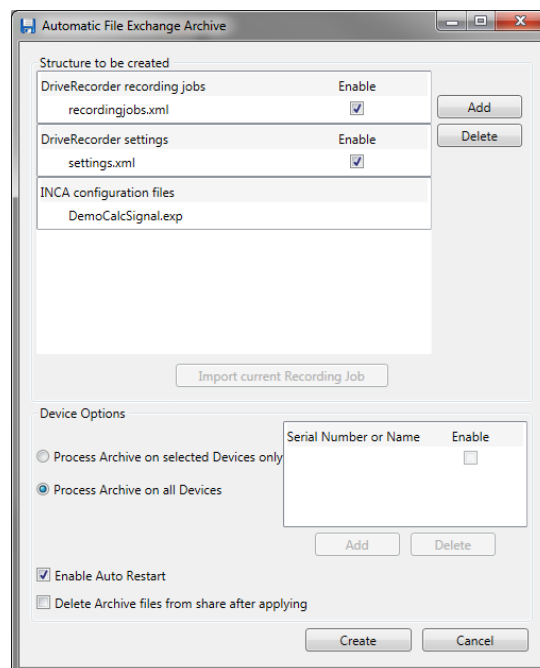 Automatic File Exchange Archive
Structure to be created
DriveRecorder recording jobs Enable
recordingjobs.xml
Add
DriveRecorder settings Enable
Delete
settings.xml
INCA configuration files
DemoCalcSignal.exp
Import current Recording Job
Device Options
Serial Number or Name Enable
Process Archive on selected Devices only
Process Archive on all Devices
Add Delete
Enable Auto Restart
Delete Archive files from share after applying
Create Cancel